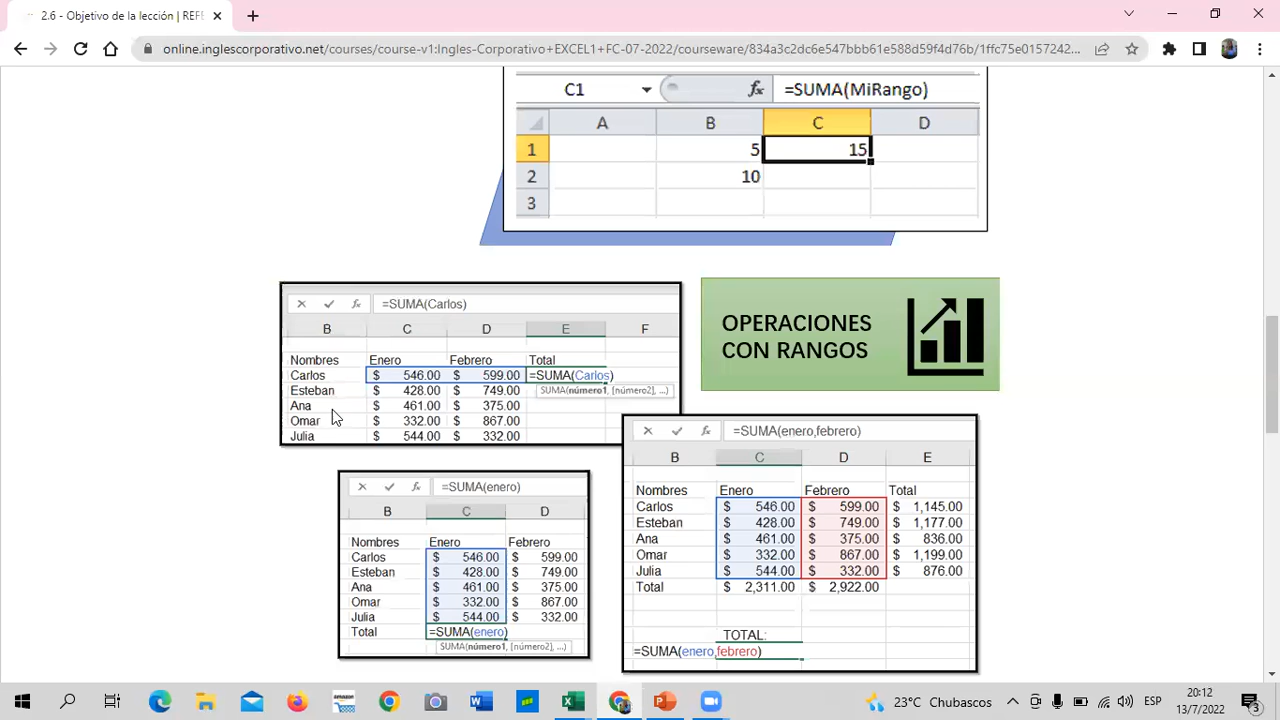 2.6 - Objetivo de la lección | REFE
online.inglescorporativo.net/courses/course-v1:Ingles-Corporativo+EXCEL1+FC-07-2022/courseware/834a3c2c6e547bbb61e588d59f4d76b/1ffc75e0157242...
C1 fx =SUMA(MiRango)
A B C D
1 5 15
2 10
3
OPERACIONES
CON RANGOS
fx =SUMA(Carlos)
B C D E F
Nombres Enero Febrero Total
Carlos $ 546.00 $ 599.00 =SUMA(Carlos)
Esteban $ 428.00 $ 749.00 SUMA(número1, [número2], ...)
Ana $ 461.00 $ 375.00
Omar $ 332.00 $ 867.00
Julia $ 544.00 $ 332.00
fx =SUMA(enero)
B C D
Nombres Enero Febrero
Carlos $ 546.00 $ 599.00
Esteban $ 428.00 $ 749.00
Ana $ 461.00 $ 375.00
Omar $ 332.00 $ 867.00
Julia $ 544.00 $ 332.00
Total =SUMA(enero)
SUMA(número1, [número2], ...)
fx =SUMA(enero,febrero)
B C D E
Nombres Enero Febrero Total
Carlos $ 546.00 $ 599.00 $ 1,145.00
Esteban $ 428.00 $ 749.00 $ 1,177.00
Ana $ 461.00 $ 375.00 $ 836.00
Omar $ 332.00 $ 867.00 $ 1,199.00
Julia $ 544.00 $ 332.00 $ 876.00
Total $ 2,311.00 $ 2,922.00
TOTAL:
=SUMA(enero,febrero)
23°C Chubascos ESP 20:12
13/7/2022 3